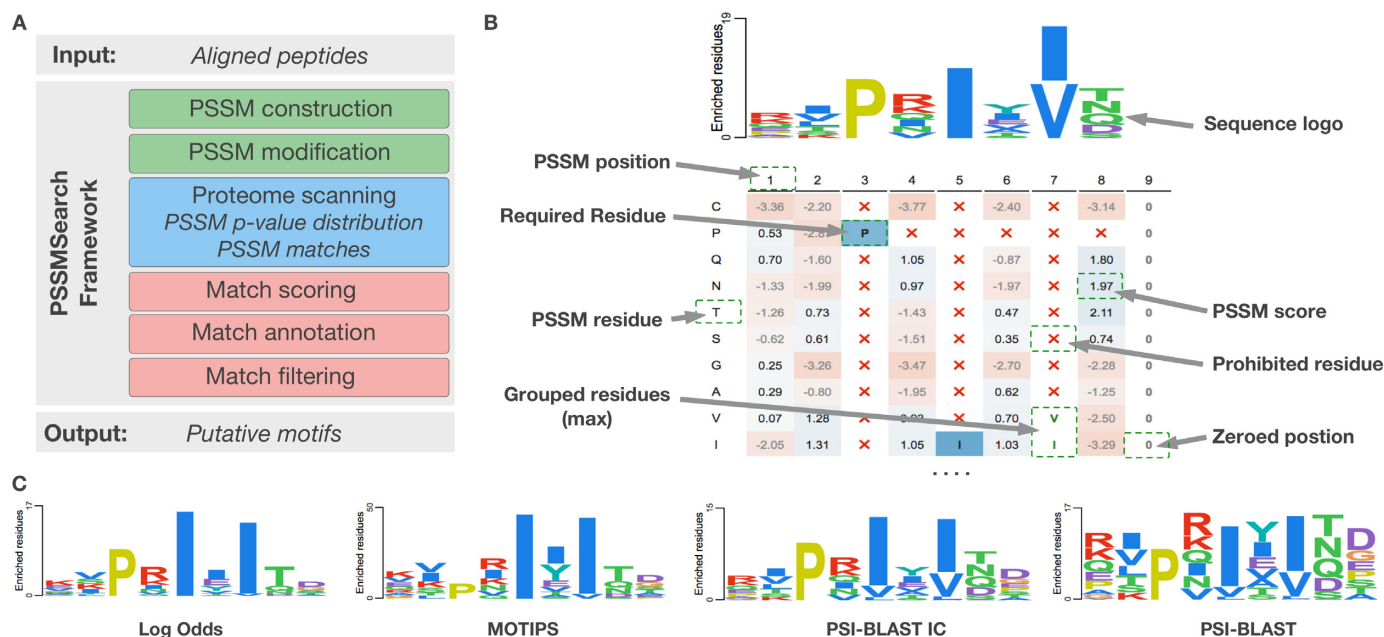 A
Input:
Aligned peptides
PSSMSearch
Framework
PSSM construction
PSSM modification
Proteome scanning
PSSM p-value distribution
PSSM matches
Match scoring
Match annotation
Match filtering
Output:
Putative motifs
B
Enriched residues
19
0
Sequence logo
PSSM position
Required Residue
PSSM residue
Grouped residues
(max)
PSSM score
Prohibited residue
Zeroed postion
1 2 3 4 5 6 7 8 9
C -3.36 -2.20 × -3.77 × -2.40 × -3.14 0
P 0.53 P × × × × × 0
Q 0.70 -1.60 × 1.05 × -0.87 × 1.80 0
N -1.33 -1.99 × 0.97 × -1.97 × 1.97 0
T -1.26 0.73 × -1.43 × 0.47 × 2.11 0
S -0.62 0.61 × -1.51 × 0.35 × 0.74 0
G 0.25 -3.26 × -3.47 × -2.70 × -2.28 0
A 0.29 -0.80 × -1.95 × 0.62 × -1.25 0
V 0.07 1.28 × × 0.70 V -2.50 0
I -2.05 1.31 × 1.05 I 1.03 I -3.29 0
....
C
Enriched residues
17
0
Log Odds
Enriched residues
50
0
MOTIPS
Enriched residues
15
0
PSI-BLAST IC
Enriched residues
17
0
PSI-BLAST